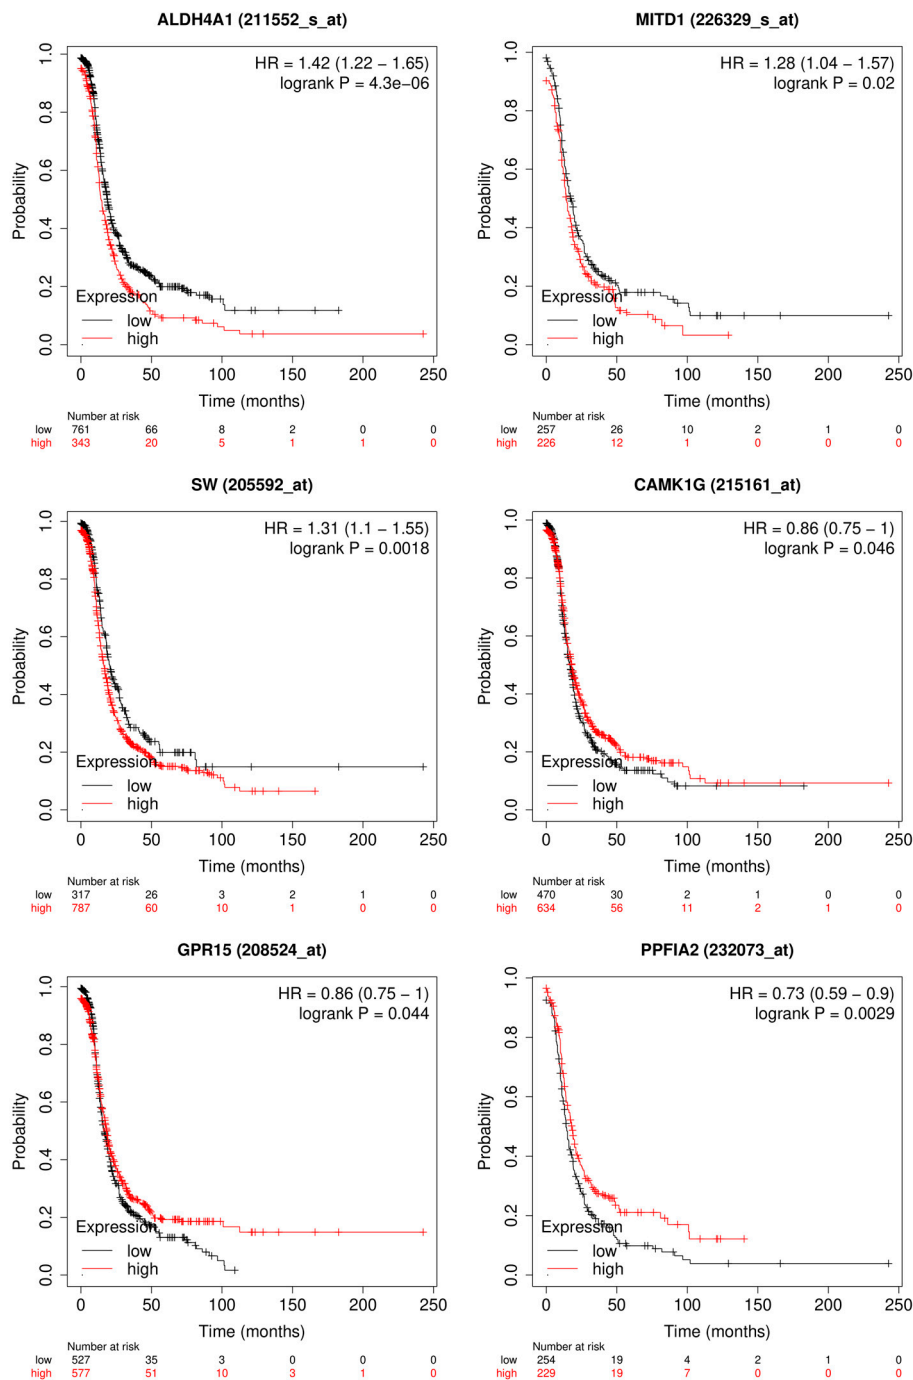 ALDH4A1 (211552_s_at)
HR = 1.42 (1.22 − 1.65)
logrank P = 4.3e−06
Probability
1.0
0.8
0.6
0.4
0.2
0.0
Expression
low
high
0 50 100 150 200 250
Time (months)
Number at risk
low 761 66 8 2 0 0
high 343 20 5 1 1 0
MITD1 (226329_s_at)
HR = 1.28 (1.04 − 1.57)
logrank P = 0.02
Probability
1.0
0.8
0.6
0.4
0.2
0.0
Expression
low
high
0 50 100 150 200 250
Time (months)
Number at risk
low 257 26 10 2 1 0
high 226 12 1 0 0 0
SW (205592_at)
HR = 1.31 (1.1 − 1.55)
logrank P = 0.0018
Probability
1.0
0.8
0.6
0.4
0.2
0.0
Expression
low
high
0 50 100 150 200 250
Time (months)
Number at risk
low 317 26 3 2 1 0
high 787 60 10 1 0 0
CAMK1G (215161_at)
HR = 0.86 (0.75 − 1)
logrank P = 0.046
Probability
1.0
0.8
0.6
0.4
0.2
0.0
Expression
low
high
0 50 100 150 200 250
Time (months)
Number at risk
low 470 30 2 1 0 0
high 634 56 11 2 1 0
GPR15 (208524_at)
HR = 0.86 (0.75 − 1)
logrank P = 0.044
Probability
1.0
0.8
0.6
0.4
0.2
0.0
Expression
low
high
0 50 100 150 200 250
Time (months)
Number at risk
low 527 35 3 0 0 0
high 577 51 10 3 1 0
PPFIA2 (232073_at)
HR = 0.73 (0.59 − 0.9)
logrank P = 0.0029
Probability
1.0
0.8
0.6
0.4
0.2
0.0
Expression
low
high
0 50 100 150 200 250
Time (months)
Number at risk
low 254 19 4 2 1 0
high 229 19 7 0 0 0